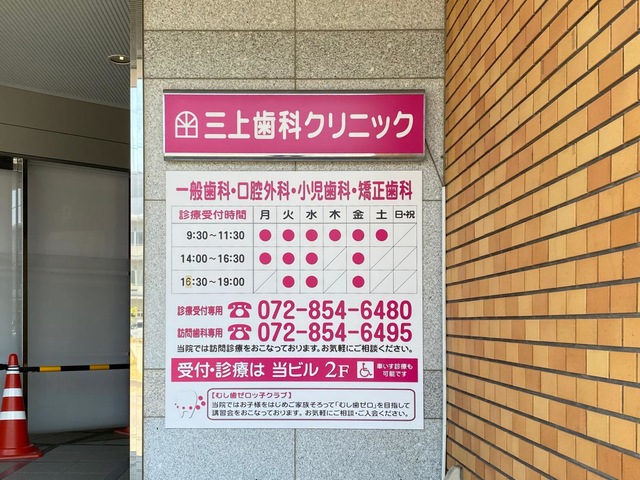 三上歯科クリニック
一般歯科・口腔外科・小児歯科・矯正歯科
診療受付時間 月 火 水 木 金 土 日・祝
9:30～11:30 ● ● ● ● ● ●
14:00～16:30 ● ● ● ●
16:30～19:00 ● ● ●
診療受付専用 ☎ 072-854-6480
訪問歯科専用 ☎ 072-854-6495
当院では訪問診療をおこなっております。お気軽にご相談ください。
受付・診療は 当ビル 2F 車いす診療も可能です
【むし歯ゼロッ子クラブ】
当院ではお子様をはじめご家族そろって「むし歯ゼロ」を目指して
講習会をおこなっております。お気軽にご相談・ご入会ください。